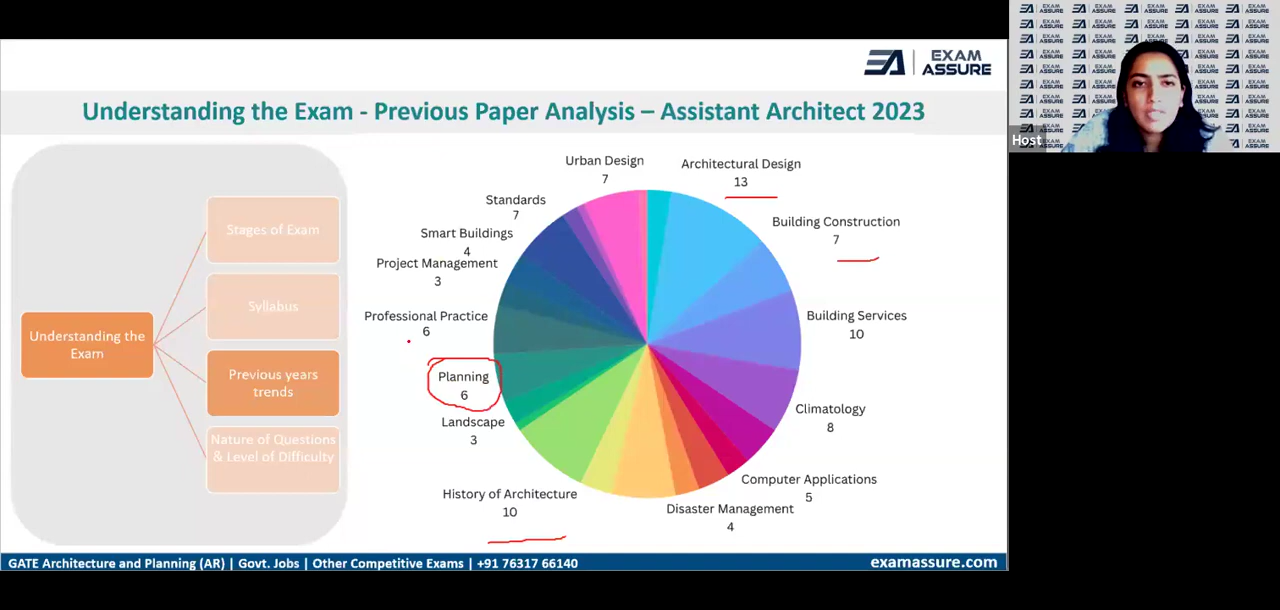 EXAM
ASSURE
Understanding the Exam - Previous Paper Analysis – Assistant Architect 2023
Host
Understanding the
Exam
Stages of Exam
Syllabus
Previous years
trends
Nature of Questions
& Level of Difficulty
Urban Design
7
Architectural Design
13
Standards
7
Building Construction
7
Smart Buildings
4
Project Management
3
Professional Practice
6
Building Services
10
Planning
6
Climatology
8
Landscape
3
Computer Applications
5
History of Architecture
10
Disaster Management
4
GATE Architecture and Planning (AR) | Govt. Jobs | Other Competitive Exams | +91 76317 66140
examassure.com